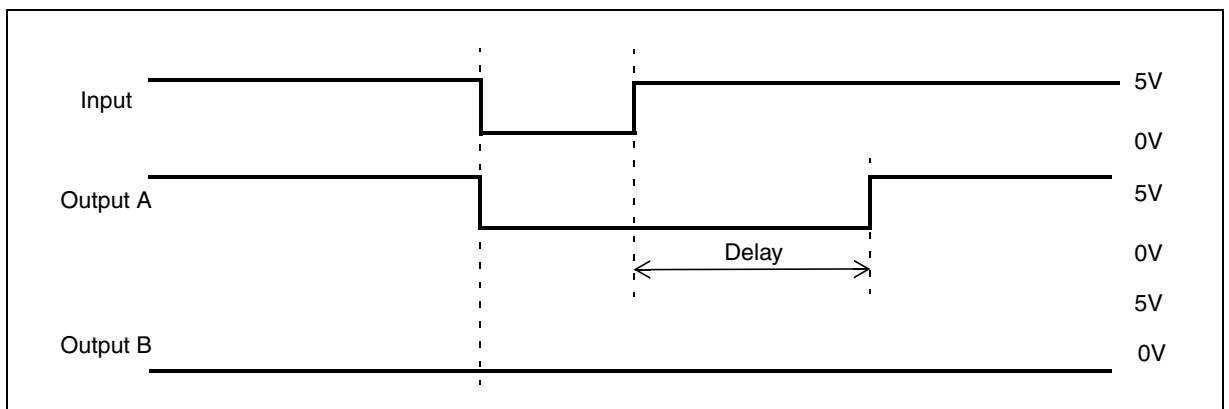 Input
5V
0V
Output A
5V
Delay
0V
5V
Output B
0V